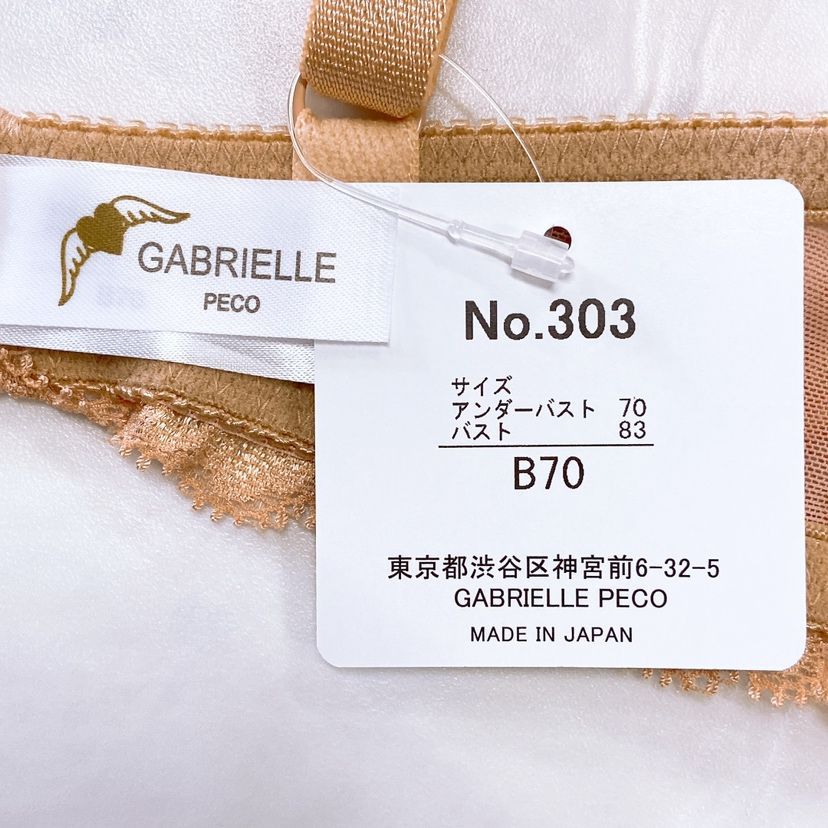 GABRIELLE
PECO
No.303
サイズ
アンダーバスト 70
バスト 83
B70
東京都渋谷区神宮前6-32-5
GABRIELLE PECO
MADE IN JAPAN